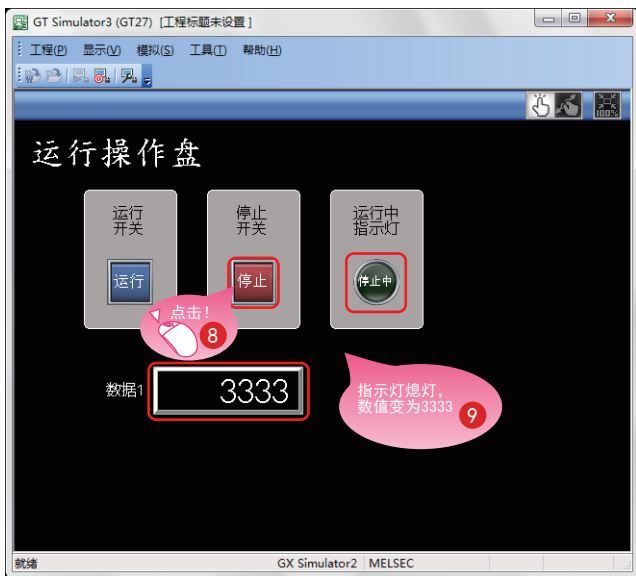 GT Simulator3 (GT27) [工程标题未设置 ]
工程(P) 显示(V) 模拟(S) 工具(T) 帮助(H)
100%
运行操作盘
运行
开关
停止
开关
运行中
指示灯
运行
停止
停止中
点击!
8
数据1
3333
指示灯熄灯,
数值变为3333
9
就绪
GX Simulator2 MELSEC